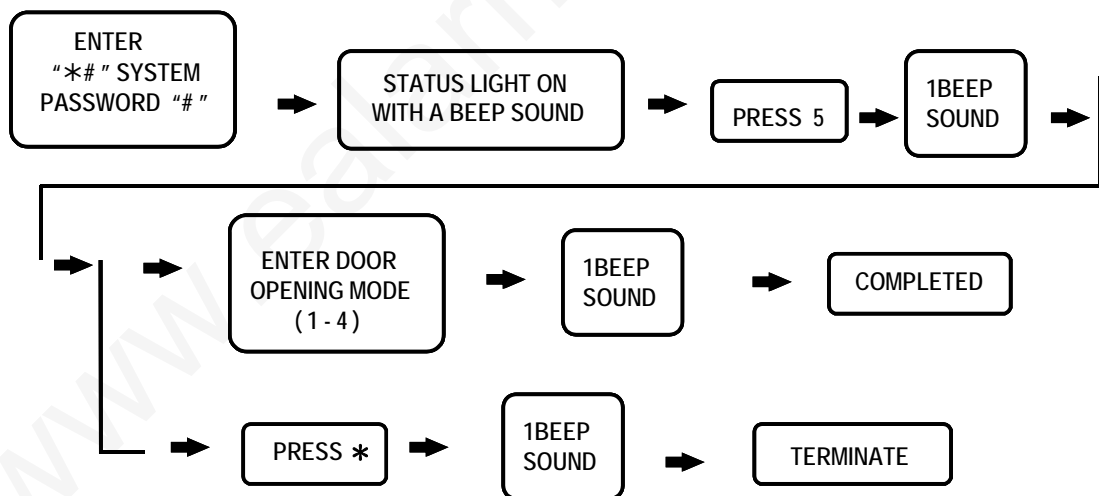 ENTER
"*#" SYSTEM
PASSWORD "#"
STATUS LIGHT ON
WITH A BEEP SOUND
PRESS 5
1BEEP
SOUND
ENTER DOOR
OPENING MODE
(1-4)
1BEEP
SOUND
COMPLETED
PRESS *
1BEEP
SOUND
TERMINATE